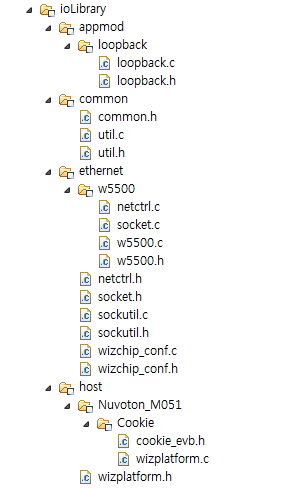 ioLibrary
appmod
loopback
loopback.c
loopback.h
common
common.h
util.c
util.h
ethernet
w5500
netctrl.c
socket.c
w5500.c
w5500.h
netctrl.h
socket.h
sockutil.c
sockutil.h
wizchip_conf.c
wizchip_conf.h
host
Nuvoton_M051
Cookie
cookie_evb.h
wizplatform.c
wizplatform.h